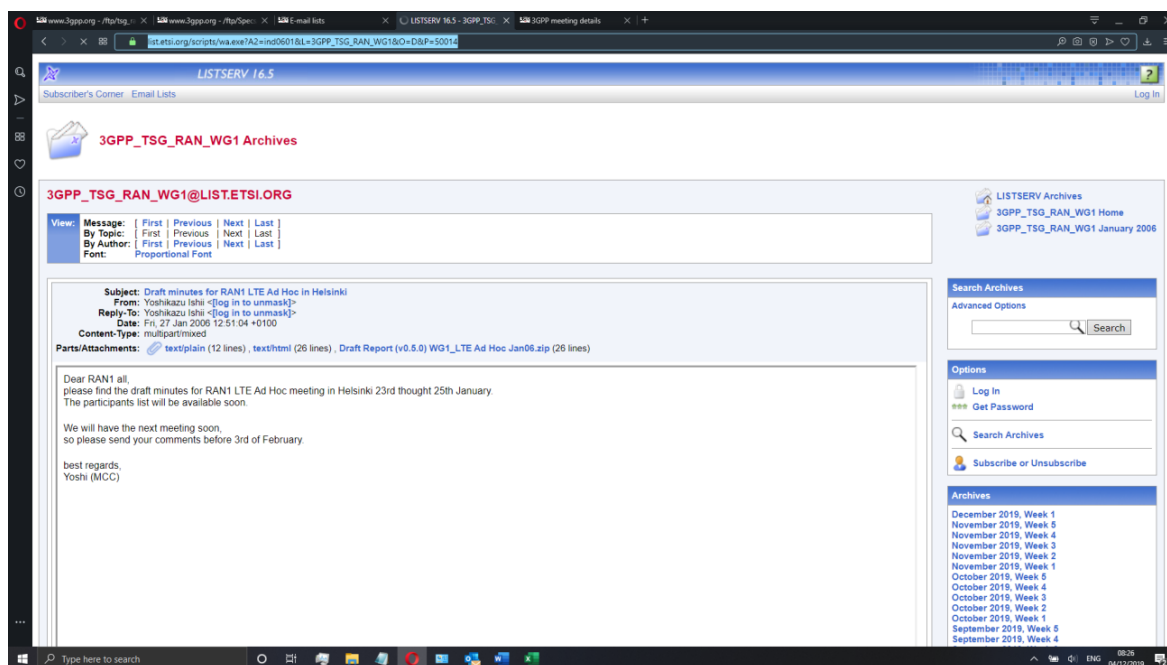 www.3gpp.org - /ftp/tsg_ra
www.3gpp.org - /ftp/Specs
E-mail lists
LISTSERV 16.5 - 3GPP_TSG_
3GPP meeting details
list.etsi.org/scripts/wa.exe?A2=ind0601&L=3GPP_TSG_RAN_WG1&O=D&P=50014
LISTSERV 16.5
Subscriber's Corner Email Lists
Log In
3GPP_TSG_RAN_WG1 Archives
3GPP_TSG_RAN_WG1@LIST.ETSI.ORG
View: Message: [ First | Previous | Next | Last ]
By Topic: [ First | Previous | Next | Last ]
By Author: [ First | Previous | Next | Last ]
Font: Proportional Font
LISTSERV Archives
3GPP_TSG_RAN_WG1 Home
3GPP_TSG_RAN_WG1 January 2006
Subject: Draft minutes for RAN1 LTE Ad Hoc in Helsinki
From: Yoshikazu Ishii <[log in to unmask]>
Reply-To: Yoshikazu Ishii <[log in to unmask]>
Date: Fri, 27 Jan 2006 12:51:04 +0100
Content-Type: multipart/mixed
Parts/Attachments: text/plain (12 lines) , text/html (26 lines) , Draft Report (v0.5.0) WG1_LTE Ad Hoc Jan06.zip (26 lines)
Dear RAN1 all,
please find the draft minutes for RAN1 LTE Ad Hoc meeting in Helsinki 23rd thought 25th January.
The participants list will be available soon.
We will have the next meeting soon,
so please send your comments before 3rd of February.
best regards,
Yoshi (MCC)
Search Archives
Advanced Options
Search
Options
Log In
Get Password
Search Archives
Subscribe or Unsubscribe
Archives
December 2019, Week 1
November 2019, Week 5
November 2019, Week 4
November 2019, Week 3
November 2019, Week 2
November 2019, Week 1
October 2019, Week 5
October 2019, Week 4
October 2019, Week 3
October 2019, Week 2
October 2019, Week 1
September 2019, Week 5
September 2019, Week 4
Type here to search
ENG
08:26
04/12/2019